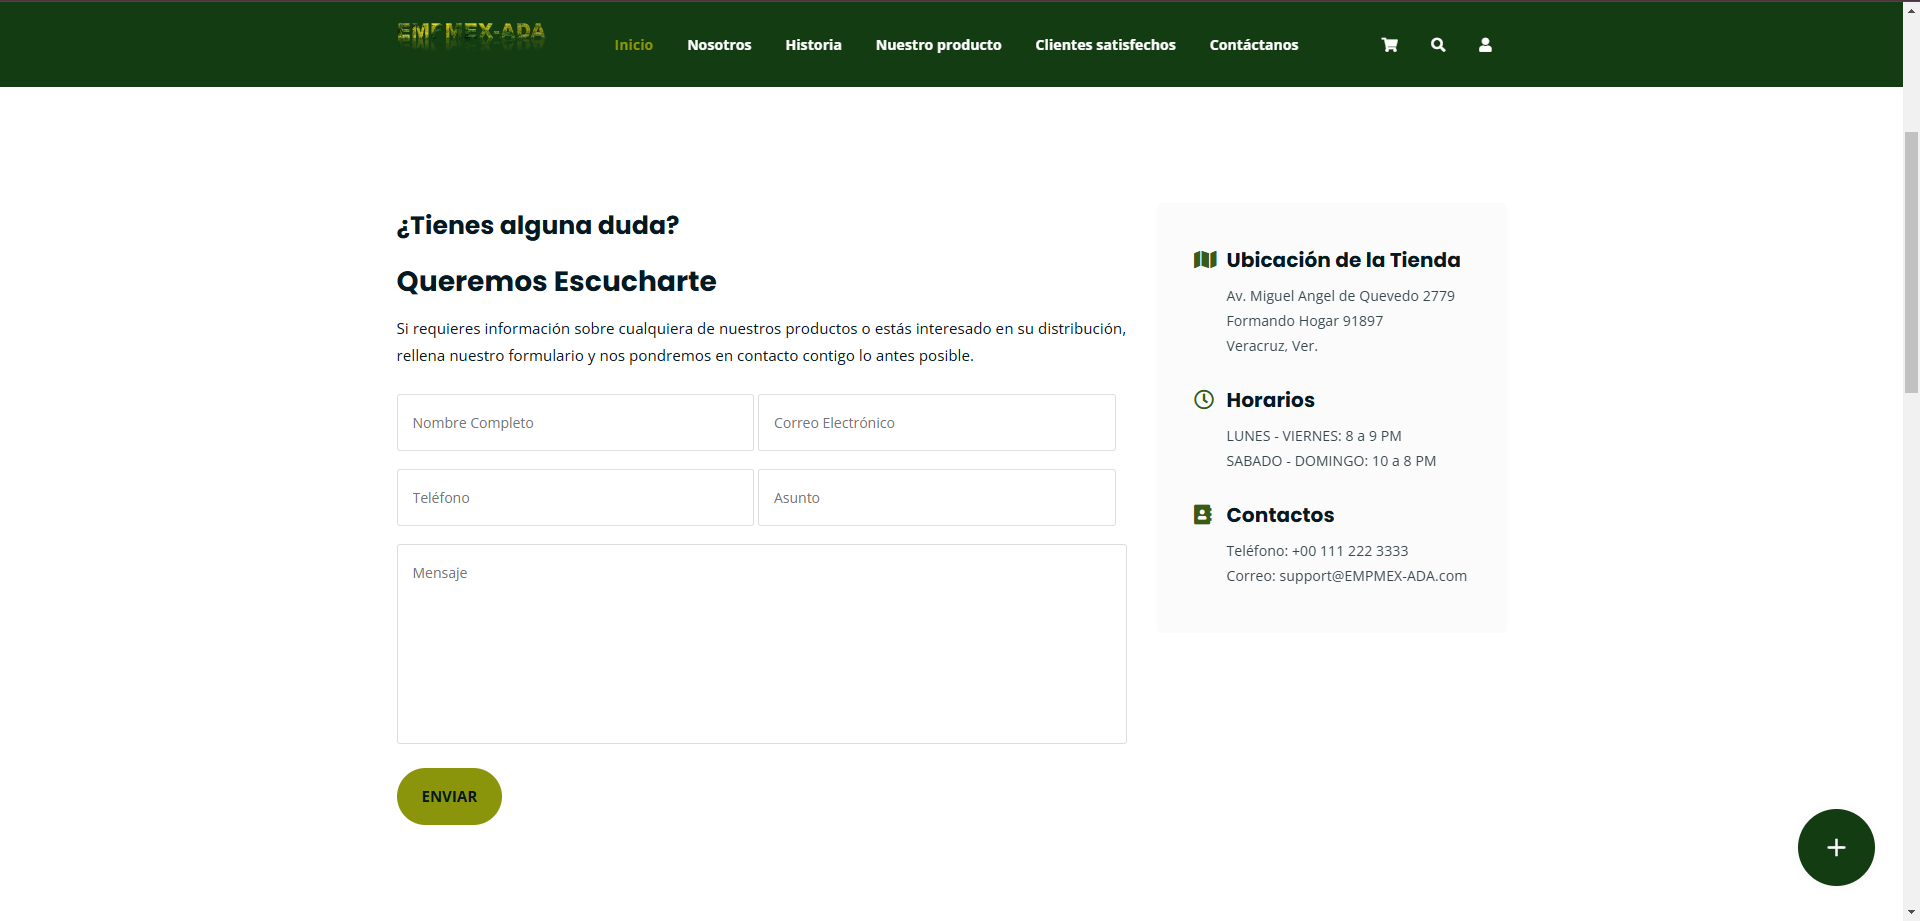 EMPMEX-ADA
Inicio
Nosotros
Historia
Nuestro producto
Clientes satisfechos
Contáctanos
¿Tienes alguna duda?
Queremos Escucharte
Si requieres información sobre cualquiera de nuestros productos o estás interesado en su distribución,
rellena nuestro formulario y nos pondremos en contacto contigo lo antes posible.
Nombre Completo
Correo Electrónico
Teléfono
Asunto
Mensaje
ENVIAR
Ubicación de la Tienda
Av. Miguel Angel de Quevedo 2779
Formando Hogar 91897
Veracruz, Ver.
Horarios
LUNES - VIERNES: 8 a 9 PM
SABADO - DOMINGO: 10 a 8 PM
Contactos
Teléfono: +00 111 222 3333
Correo: support@EMPMEX-ADA.com
+